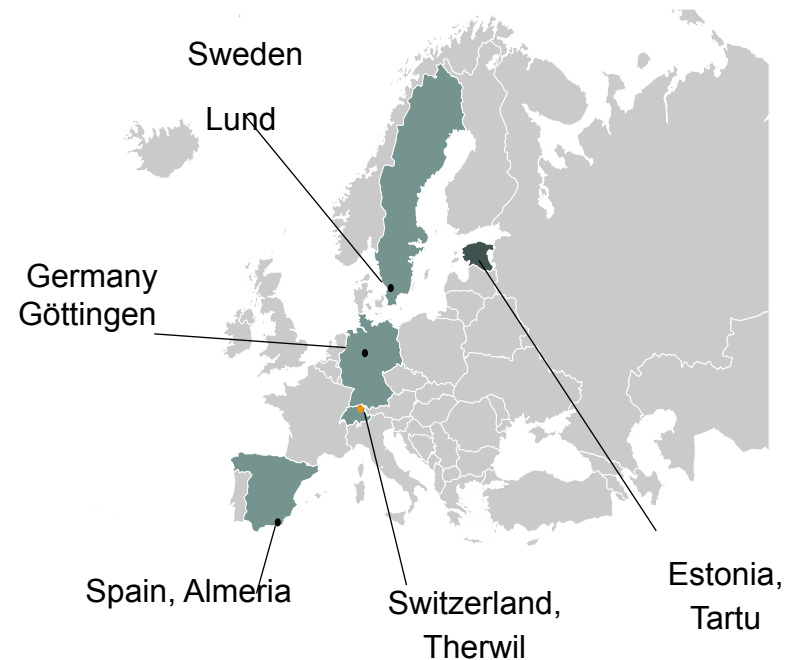 Sweden
Lund
Germany
Göttingen
Spain, Almeria
Switzerland,
Therwil
Estonia,
Tartu